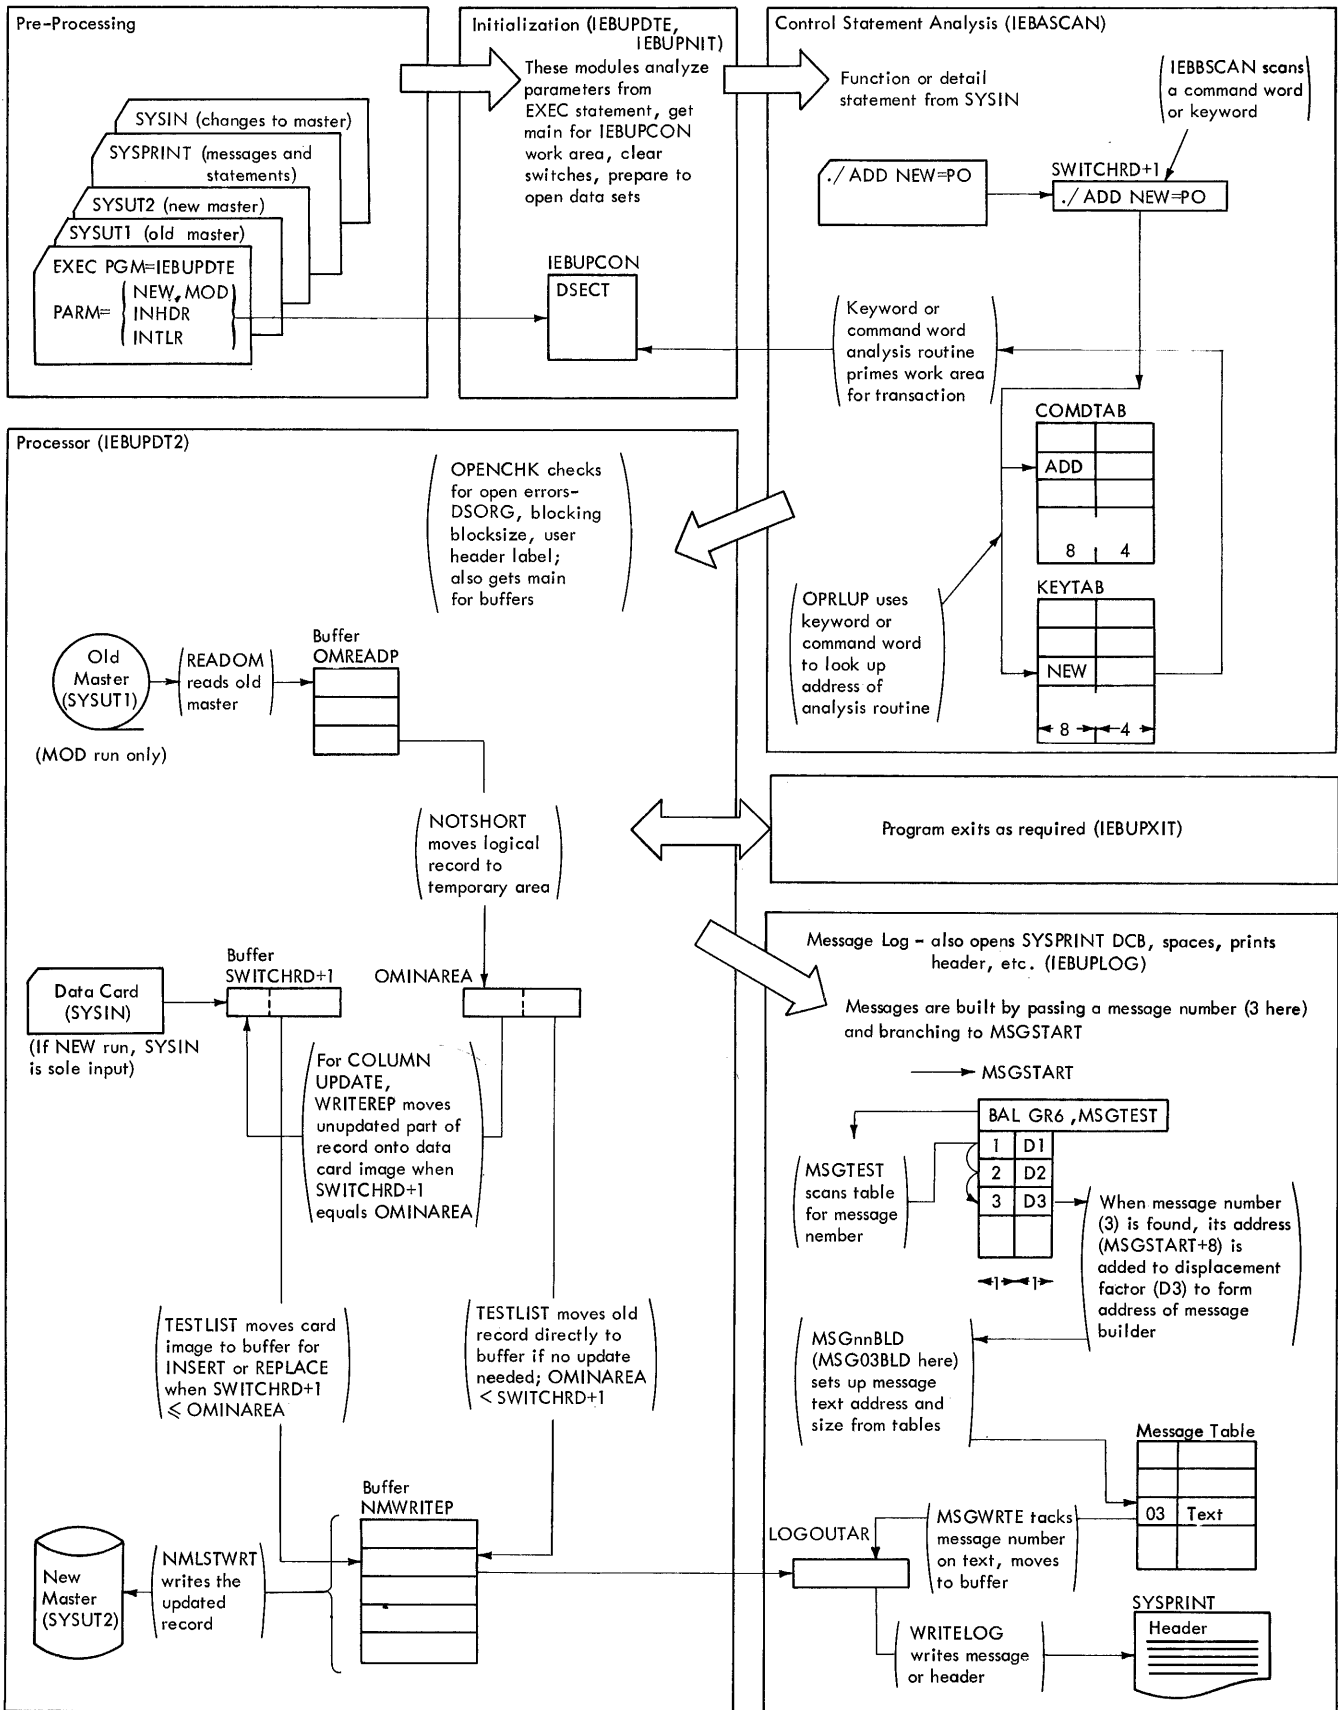 Pre-Processing
SYSIN (changes to master)
SYSPRINT (messages and
statements)
SYSUT2 (new master)
SYSUT1 (old master)
EXEC PGM=IEBUPDTE
PARM=
NEW, MOD
INHDR
INTLR
Initialization (IEBUPDTE,
IEBUPNIT)
These modules analyze
parameters from
EXEC statement, get
main for IEBUPCON
work area, clear
switches, prepare to
open data sets
IEBUPCON
DSECT
Control Statement Analysis (IEBASCAN)
Function or detail
statement from SYSIN
IEBBSCAN scans
a command word
or keyword
./ ADD NEW=PO
SWITCHRD+1
./ ADD NEW=PO
Keyword or
command word
analysis routine
primes work area
for transaction
COMDTAB
ADD
8 4
OPRLUP uses
keyword or
command word
to look up
address of
analysis routine
KEYTAB
NEW
8 4
Processor (IEBUPDT2)
OPENCHK checks
for open errors-
DSORG, blocking
blocksize, user
header label;
also gets main
for buffers
Old
Master
(SYSUT1)
(MOD run only)
READOM
reads old
master
Buffer
OMREADP
NOTSHORT
moves logical
record to
temporary area
Data Card
(SYSIN)
(If NEW run, SYSIN
is sole input)
Buffer
SWITCHRD+1
OMINAREA
For COLUMN
UPDATE,
WRITEREP moves
unupdated part of
record onto data
card image when
SWITCHRD+1
equals OMINAREA
TESTLIST moves card
image to buffer for
INSERT or REPLACE
when SWITCHRD+1
≤ OMINAREA
TESTLIST moves old
record directly to
buffer if no update
needed; OMINAREA
< SWITCHRD+1
Buffer
NMWRITEP
NMLSTWRT
writes the
updated
record
New
Master
(SYSUT2)
Program exits as required (IEBUPXIT)
Message Log - also opens SYSPRINT DCB, spaces, prints
header, etc. (IEBUPLOG)
Messages are built by passing a message number (3 here)
and branching to MSGSTART
MSGSTART
BAL GR6 ,MSGTEST
1 D1
2 D2
3 D3
1 1
MSGTEST
scans table
for message
nember
When message number
(3) is found, its address
(MSGSTART+8) is
added to displacement
factor (D3) to form
address of message
builder
MSGnnBLD
(MSG03BLD here)
sets up message
text address and
size from tables
Message Table
03 Text
MSGWRTE tacks
message number
on text, moves
to buffer
LOGOUTAR
WRITELOG
writes message
or header
SYSPRINT
Header